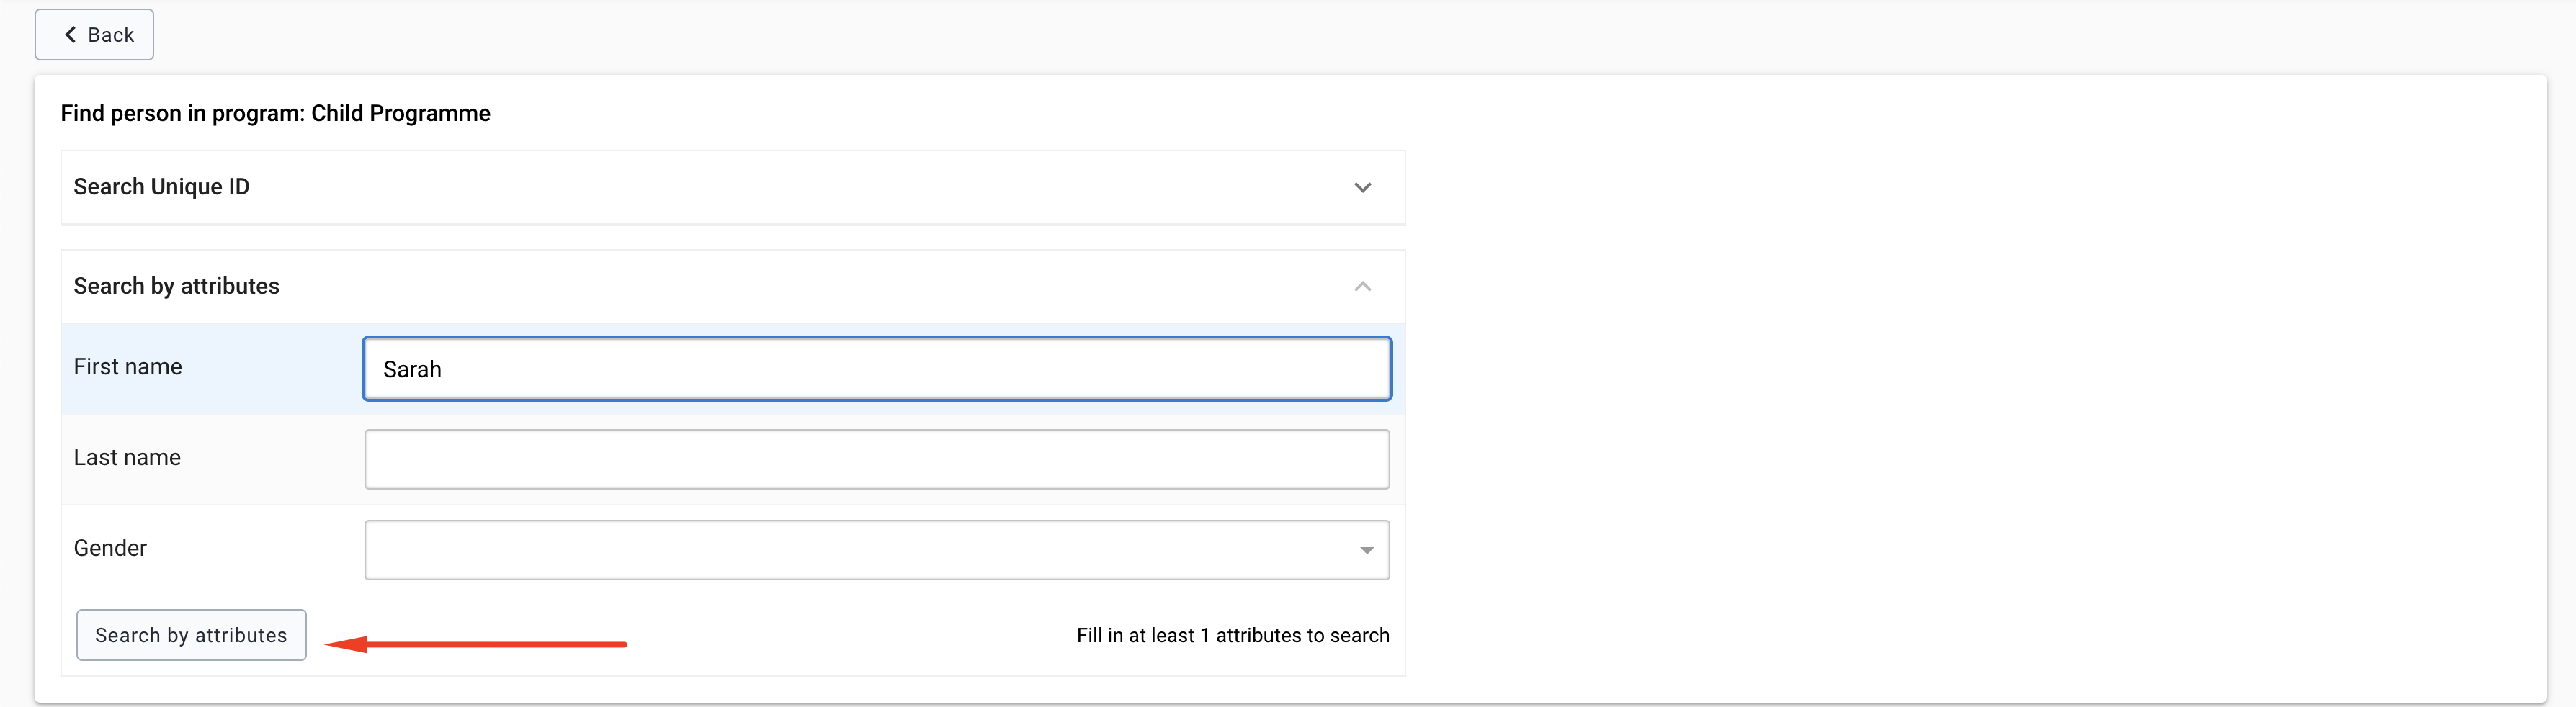 Back
Find person in program: Child Programme
Search Unique ID
Search by attributes
First name
Sarah
Last name
Gender
Search by attributes
Fill in at least 1 attributes to search